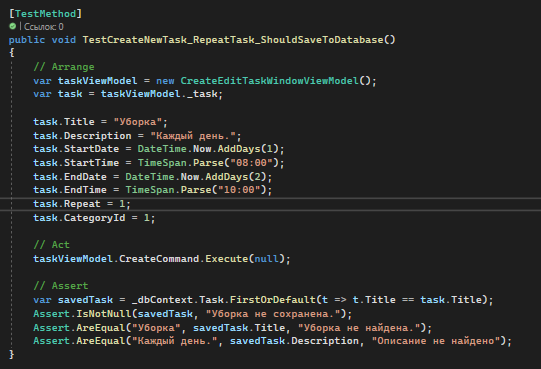 [TestMethod]
| Ссылок: 0
public void TestCreateNewTask_RepeatTask_ShouldSaveToDatabase()
{
// Arrange
var taskViewModel = new CreateEditTaskWindowViewModel();
var task = taskViewModel._task;
task.Title = "Уборка";
task.Description = "Каждый день.";
task.StartDate = DateTime.Now.AddDays(1);
task.StartTime = TimeSpan.Parse("08:00");
task.EndDate = DateTime.Now.AddDays(2);
task.EndTime = TimeSpan.Parse("10:00");
task.Repeat = 1;
task.CategoryId = 1;
// Act
taskViewModel.CreateCommand.Execute(null);
// Assert
var savedTask = _dbContext.Task.FirstOrDefault(t => t.Title == task.Title);
Assert.IsNotNull(savedTask, "Уборка не сохранена.");
Assert.AreEqual("Уборка", savedTask.Title, "Уборка не найдена.");
Assert.AreEqual("Каждый день.", savedTask.Description, "Описание не найдено");
}